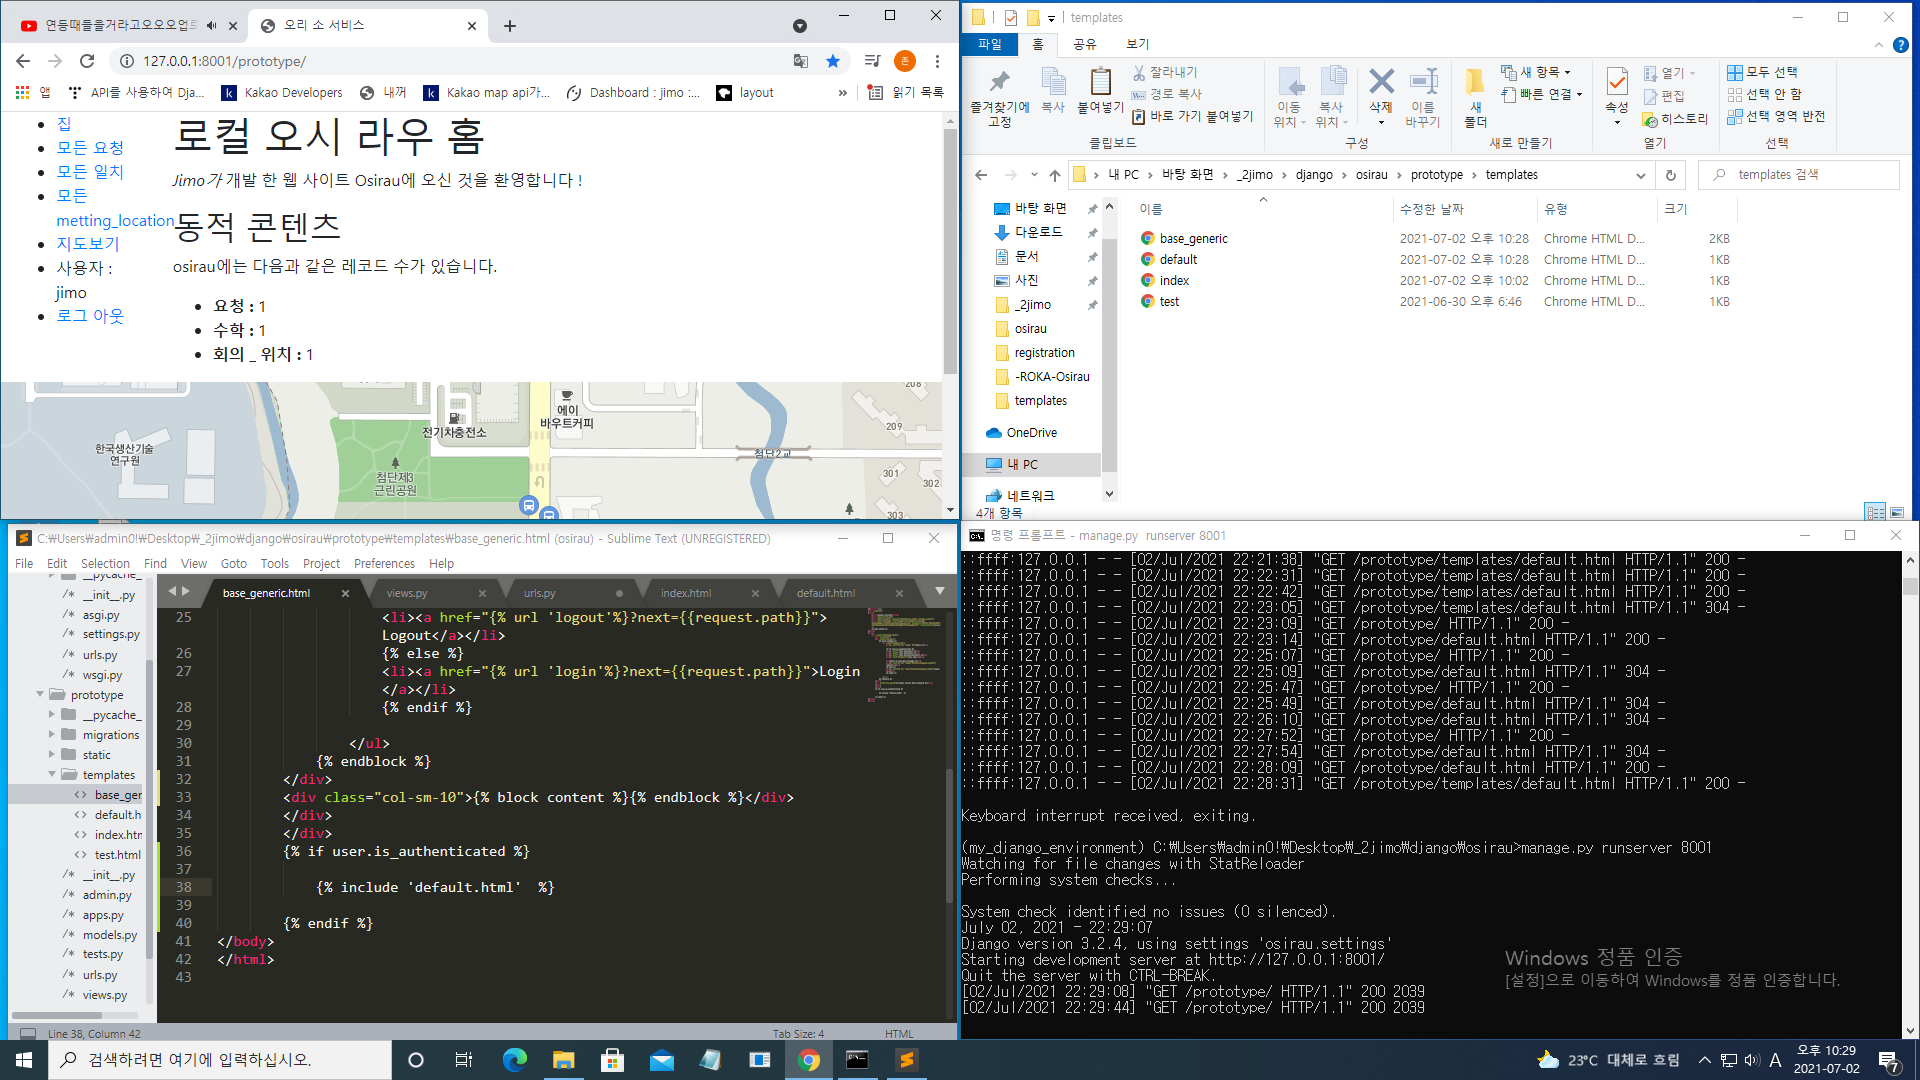 연등때들을거라고오오오업토
오리 소 서비스
127.0.0.1:8001/prototype/
존
앱
API를 사용하여 Dja...
Kakao Developers
내꺼
Kakao map api가...
Dashboard : jimo :...
layout
»
읽기 목록
집
모든 요청
모든 일치
모든
metting_location
지도보기
사용자 :
jimo
로그 아웃
로컬 오시 라우 홈
Jimo가 개발 한 웹 사이트 Osirau에 오신 것을 환영합니다 !
동적 콘텐츠
osirau에는 다음과 같은 레코드 수가 있습니다.
요청 : 1
수학 : 1
회의 _ 위치 : 1
한국생산기술
연구원
전기차충전소
에이
바우트커피
첨단제3
근린공원
첨단2교
208
209
301
302
303
templates
파일
홈
공유
보기
즐겨찾기에
고정
복사
붙여넣기
잘라내기
경로 복사
바로 가기 붙여넣기
클립보드
이동
위치
복사
위치
삭제
이름
바꾸기
구성
새
폴더
새 항목
빠른 연결
새로 만들기
속성
열기
편집
히스토리
열기
모두 선택
선택 안 함
선택 영역 반전
선택
내 PC > 바탕 화면 > _2jimo > django > osirau > prototype > templates
templates 검색
바탕 화면
다운로드
문서
사진
_2jimo
osirau
registration
-ROKA-Osirau
templates
OneDrive
내 PC
네트워크
이름 수정한 날짜 유형 크기
base_generic 2021-07-02 오후 10:28 Chrome HTML D... 2KB
default 2021-07-02 오후 10:28 Chrome HTML D... 1KB
index 2021-07-02 오후 10:02 Chrome HTML D... 1KB
test 2021-06-30 오후 6:46 Chrome HTML D... 1KB
4개 항목
C:₩Users₩admin0!₩Desktop₩_2jimo₩django₩osirau₩prototype₩templates₩base_generic.html (osirau) - Sublime Text (UNREGISTERED)
File Edit Selection Find View Goto Tools Project Preferences Help
__pycache_
__init__.py
asgi.py
settings.py
urls.py
wsgi.py
prototype
__pycache_
migrations
static
templates
base_ger
default.h
index.htm
test.html
__init__.py
admin.py
apps.py
models.py
tests.py
urls.py
views.py
base_generic.html
views.py
urls.py
index.html
default.html
25 <li><a href="{% url 'logout'%}?next={{request.path}}">
Logout</a></li>
26 {% else %}
27 <li><a href="{% url 'login'%}?next={{request.path}}">Login
</a></li>
28 {% endif %}
29
30 </ul>
31 {% endblock %}
32 </div>
33 <div class="col-sm-10">{% block content %}{% endblock %}</div>
34 </div>
35 </div>
36 {% if user.is_authenticated %}
37
38 {% include 'default.html'  %}
39
40 {% endif %}
41 </body>
42 </html>
43
Line 38, Column 42
Tab Size: 4
HTML
명령 프롬프트 - manage.py  runserver 8001
::ffff:127.0.0.1 - - [02/Jul/2021 22:21:38] "GET /prototype/templates/default.html HTTP/1.1" 200 -
::ffff:127.0.0.1 - - [02/Jul/2021 22:22:31] "GET /prototype/templates/default.html HTTP/1.1" 200 -
::ffff:127.0.0.1 - - [02/Jul/2021 22:22:42] "GET /prototype/templates/default.html HTTP/1.1" 200 -
::ffff:127.0.0.1 - - [02/Jul/2021 22:23:05] "GET /prototype/templates/default.html HTTP/1.1" 304 -
::ffff:127.0.0.1 - - [02/Jul/2021 22:23:09] "GET /prototype/ HTTP/1.1" 200 -
::ffff:127.0.0.1 - - [02/Jul/2021 22:23:14] "GET /prototype/default.html HTTP/1.1" 200 -
::ffff:127.0.0.1 - - [02/Jul/2021 22:25:07] "GET /prototype/ HTTP/1.1" 200 -
::ffff:127.0.0.1 - - [02/Jul/2021 22:25:09] "GET /prototype/default.html HTTP/1.1" 304 -
::ffff:127.0.0.1 - - [02/Jul/2021 22:25:47] "GET /prototype/ HTTP/1.1" 200 -
::ffff:127.0.0.1 - - [02/Jul/2021 22:25:49] "GET /prototype/default.html HTTP/1.1" 304 -
::ffff:127.0.0.1 - - [02/Jul/2021 22:26:10] "GET /prototype/default.html HTTP/1.1" 304 -
::ffff:127.0.0.1 - - [02/Jul/2021 22:27:52] "GET /prototype/ HTTP/1.1" 200 -
::ffff:127.0.0.1 - - [02/Jul/2021 22:27:54] "GET /prototype/default.html HTTP/1.1" 304 -
::ffff:127.0.0.1 - - [02/Jul/2021 22:28:09] "GET /prototype/default.html HTTP/1.1" 200 -
::ffff:127.0.0.1 - - [02/Jul/2021 22:28:31] "GET /prototype/templates/default.html HTTP/1.1" 200 -
Keyboard interrupt received, exiting.
(my_django_environment) C:₩Users₩admin0!₩Desktop₩_2jimo₩django₩osirau>manage.py runserver 8001
Watching for file changes with StatReloader
Performing system checks...
System check identified no issues (0 silenced).
July 02, 2021 - 22:29:07
Django version 3.2.4, using settings 'osirau.settings'
Starting development server at http://127.0.0.1:8001/
Quit the server with CTRL-BREAK.
[02/Jul/2021 22:29:08] "GET /prototype/ HTTP/1.1" 200 2039
[02/Jul/2021 22:29:44] "GET /prototype/ HTTP/1.1" 200 2039
Windows 정품 인증
[설정]으로 이동하여 Windows를 정품 인증합니다.
검색하려면 여기에 입력하십시오.
23°C 대체로 흐림
A
오후 10:29
2021-07-02
7